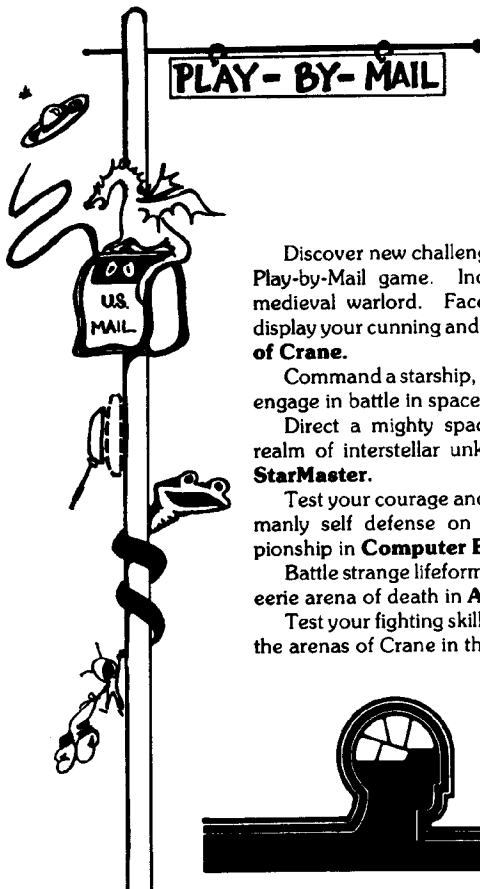 PLAY - BY - MAIL
U.S.
MAIL
Discover new challeng
Play-by-Mail game. Inc
medieval warlord. Face
display your cunning and
of Crane.
Command a starship,
engage in battle in space
Direct a mighty spac
realm of interstellar unk
StarMaster.
Test your courage and
manly self defense on
pionship in Computer B
Battle strange lifeform
eerie arena of death in A
Test your fighting skill
the arenas of Crane in th